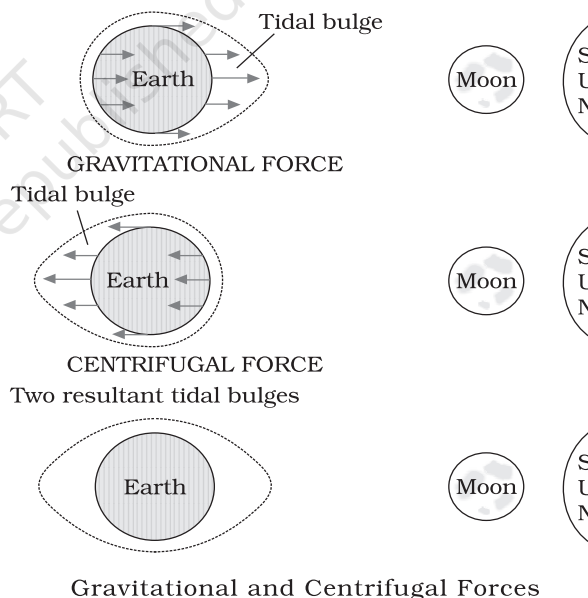 Tidal bulge
Earth
Moon
S
U
N
GRAVITATIONAL FORCE
Tidal bulge
Earth
Moon
S
U
N
CENTRIFUGAL FORCE
Two resultant tidal bulges
Earth
Moon
S
U
N
Gravitational and Centrifugal Forces